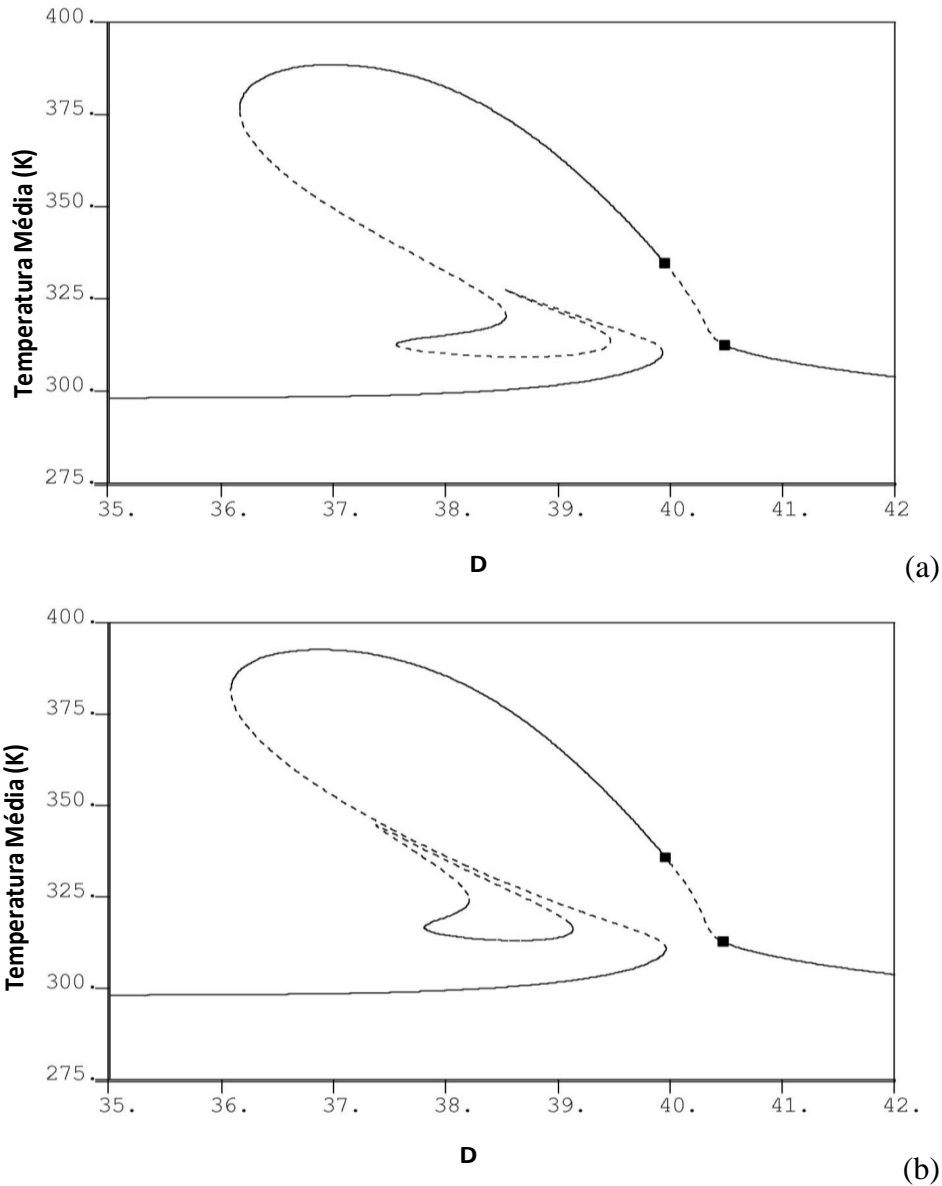 400.
375.
350.
325.
300.
275.
Temperatura Média (K)
35. 36. 37. 38. 39. 40. 41. 42
D
(a)
400.
375.
350.
325.
300.
275.
Temperatura Média (K)
35. 36. 37. 38. 39. 40. 41. 42.
D
(b)